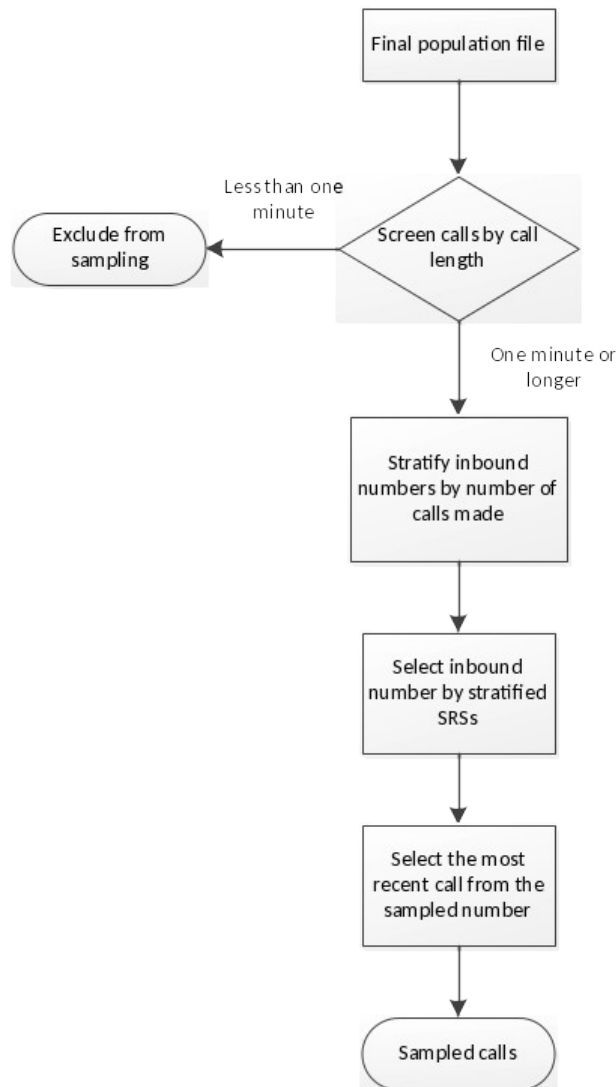 Final population file
Less than one
minute
Exclude from
sampling
Screen calls by call
length
One minute or
longer
Stratify inbound
numbers by number of
calls made
Select inbound
number by stratified
SRSs
Select the most
recent call from the
sampled number
Sampled calls